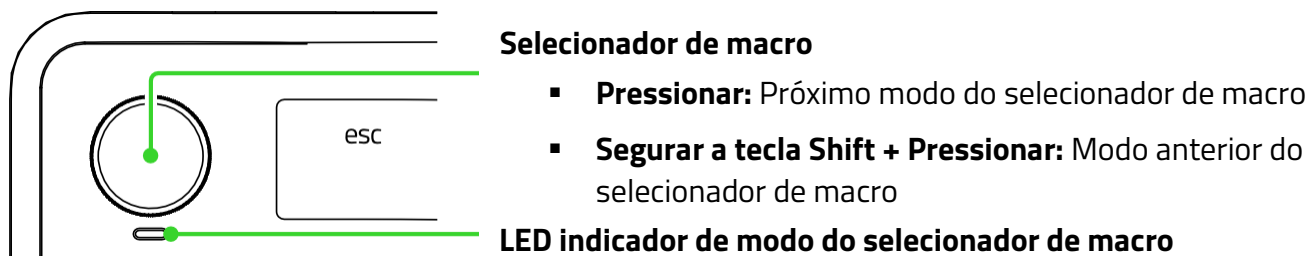 Selecionador de macro
▪ Pressionar: Próximo modo do selecionador de macro
esc
▪ Segurar a tecla Shift + Pressionar: Modo anterior do
selecionador de macro
LED indicador de modo do selecionador de macro